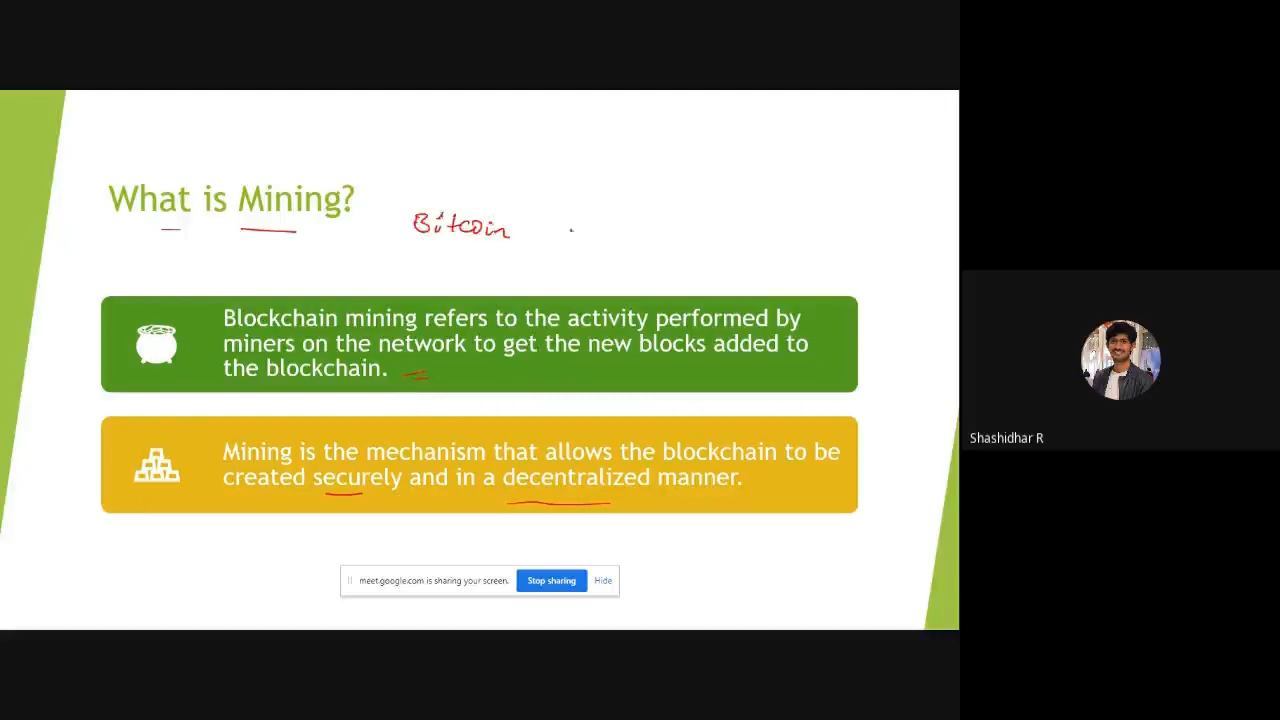 What is Mining?
Bitcoin
Blockchain mining refers to the activity performed by
miners on the network to get the new blocks added to
the blockchain.
Mining is the mechanism that allows the blockchain to be
created securely and in a decentralized manner.
meet.google.com is sharing your screen. Stop sharing Hide
Shashidhar R